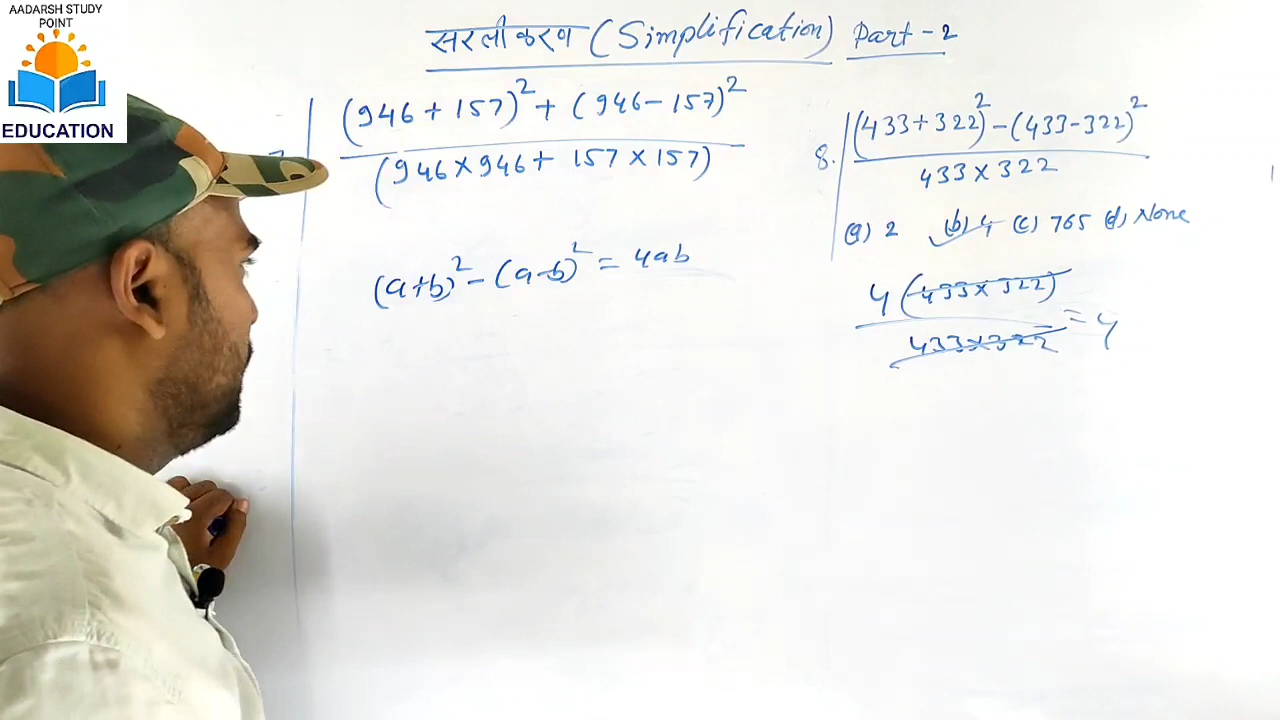 AADARSH STUDY
POINT
EDUCATION
सरलीकरण (Simplification) Part - 2
(946 + 157)² + (946 - 157)²
(946 × 946 + 157 × 157)
(a+b)² - (a-b)² = 4ab
8. (433+322)² - (433-322)²
433 × 322
(a) 2 (b) 4 (c) 765 (d) None
4 (433 × 322)
433 × 322
= 4